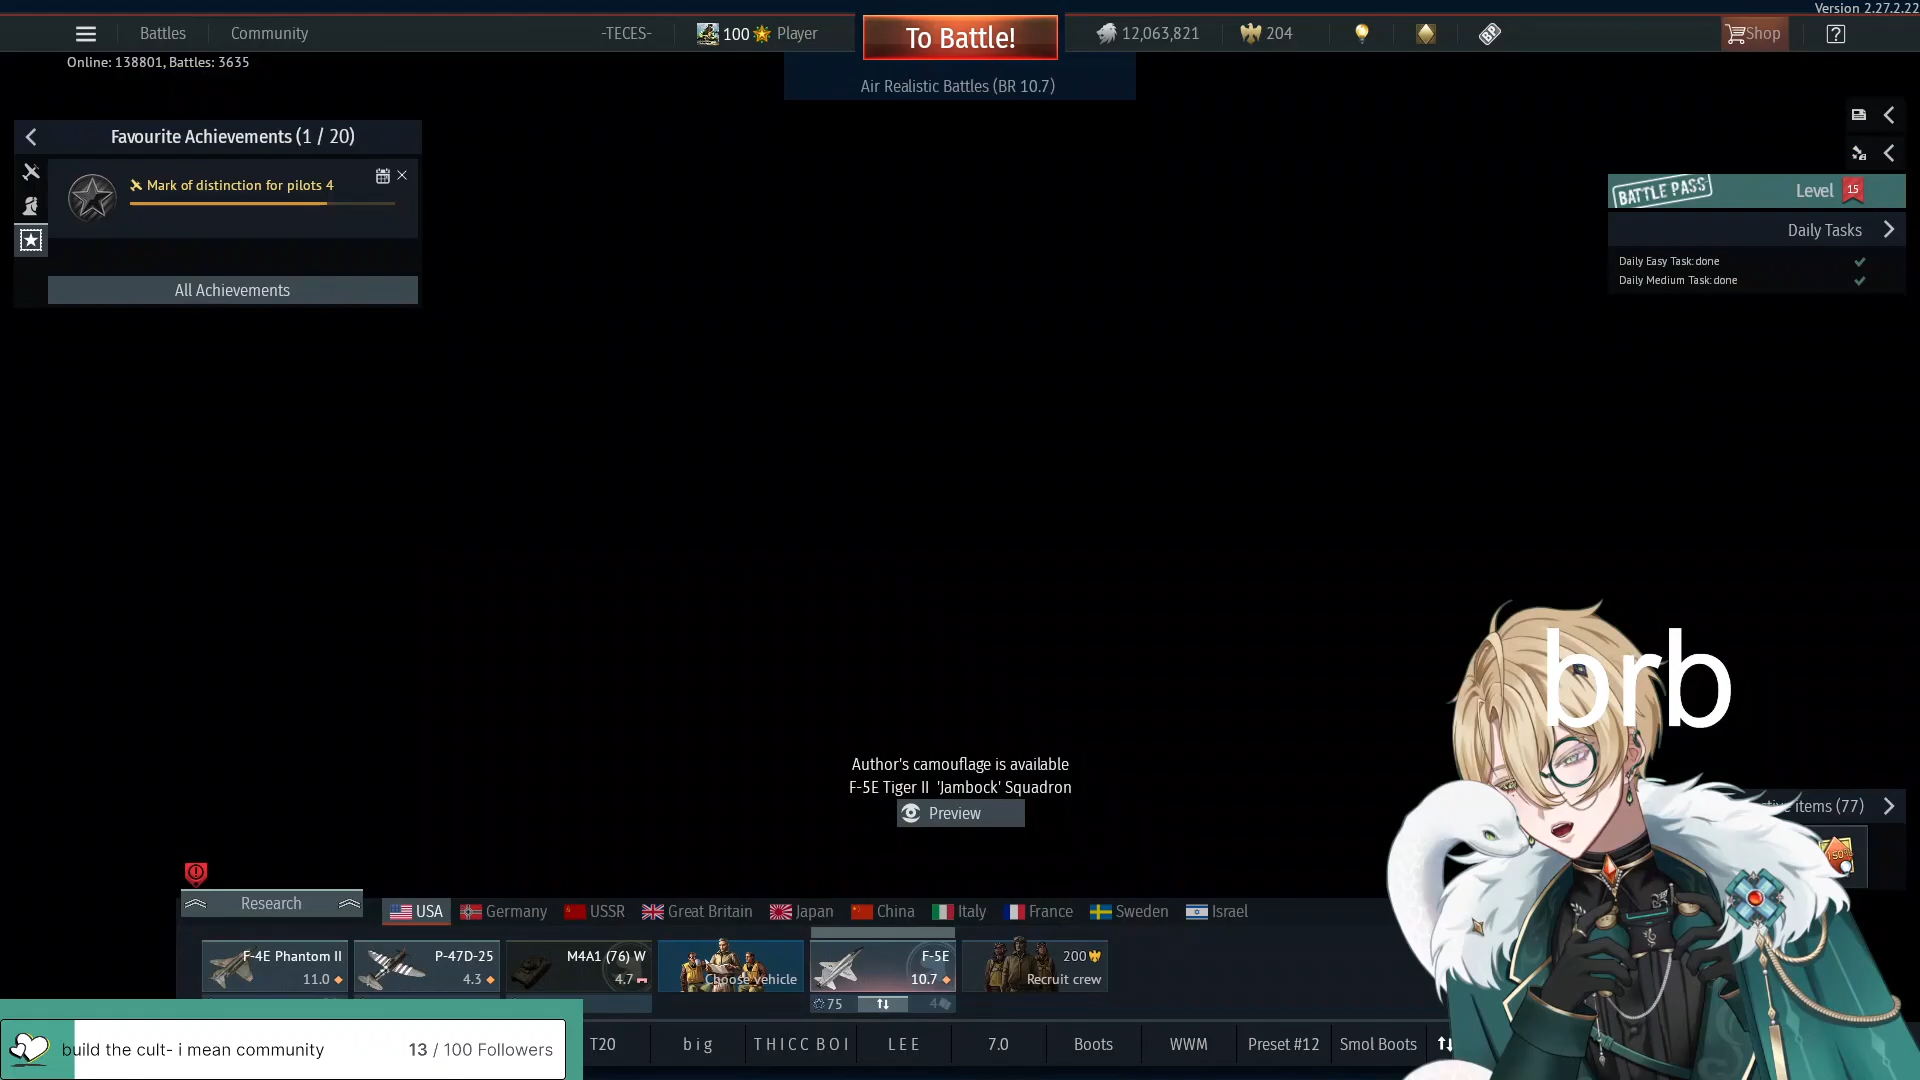 Version 2.27.2.22
Battles
Community
-TECES-
100 Player
To Battle!
12,063,821
204
BP
Shop
?
Online: 138801, Battles: 3635
Air Realistic Battles (BR 10.7)
Favourite Achievements (1 / 20)
Mark of distinction for pilots 4
All Achievements
BATTLE PASS
Level 15
Daily Tasks
Daily Easy Task: done
Daily Medium Task: done
brb
Author's camouflage is available
F-5E Tiger II 'Jambock' Squadron
Preview
items (77)
Research
USA
Germany
USSR
Great Britain
Japan
China
Italy
France
Sweden
Israel
F-4E Phantom II
11.0
P-47D-25
4.3
M4A1 (76) W
4.7
Choose vehicle
F-5E
10.7
200
Recruit crew
75
4
build the cult- i mean community
13 / 100 Followers
T20
b i g
T H I C C B O I
L E E
7.0
Boots
WWM
Preset #12
Smol Boots